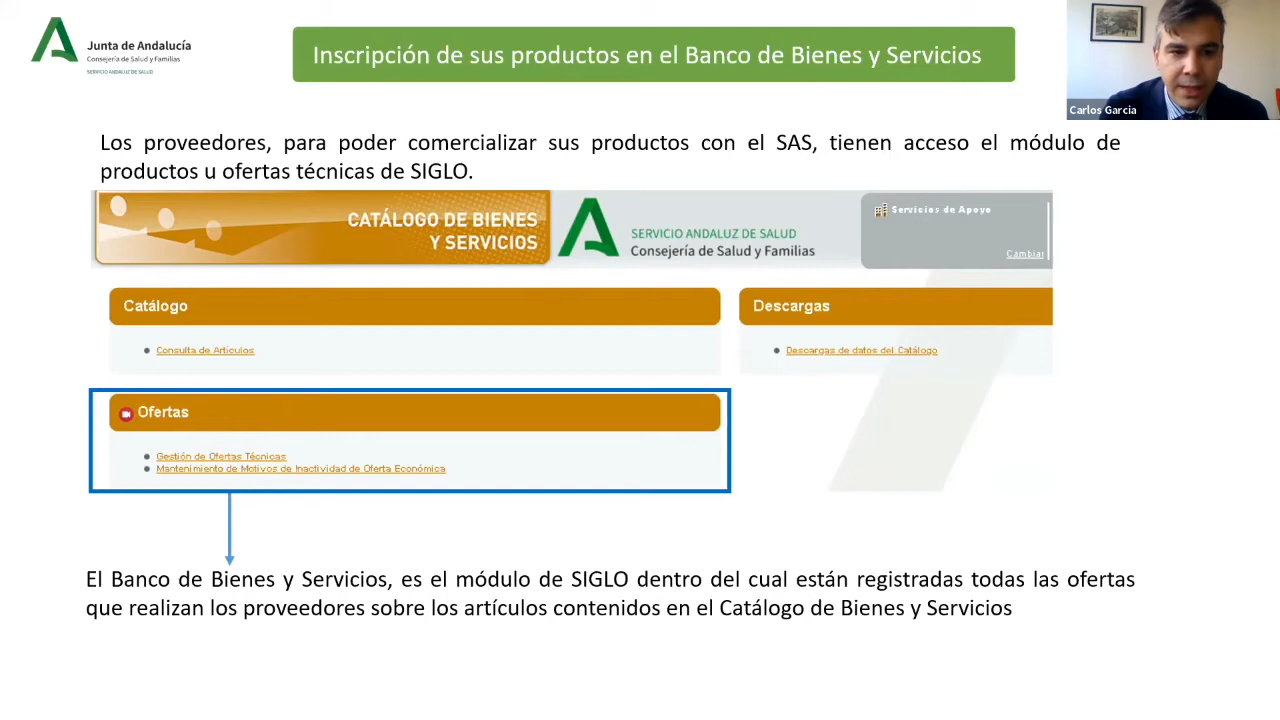 Junta de Andalucía
Consejería de Salud y Familias
SERVICIO ANDALUZ DE SALUD
Inscripción de sus productos en el Banco de Bienes y Servicios
Carlos Garcia
Los proveedores, para poder comercializar sus productos con el SAS, tienen acceso el módulo de
productos u ofertas técnicas de SIGLO.
CATÁLOGO DE BIENES
Y SERVICIOS
SERVICIO ANDALUZ DE SALUD
Consejería de Salud y Familias
Servicios de Apoyo
Cambiar
Catálogo
Descargas
Consulta de Artículos
Descargas de datos del Catálogo
Ofertas
Gestión de Ofertas Técnicas
Mantenimiento de Motivos de Inactividad de Oferta Económica
El Banco de Bienes y Servicios, es el módulo de SIGLO dentro del cual están registradas todas las ofertas
que realizan los proveedores sobre los artículos contenidos en el Catálogo de Bienes y Servicios